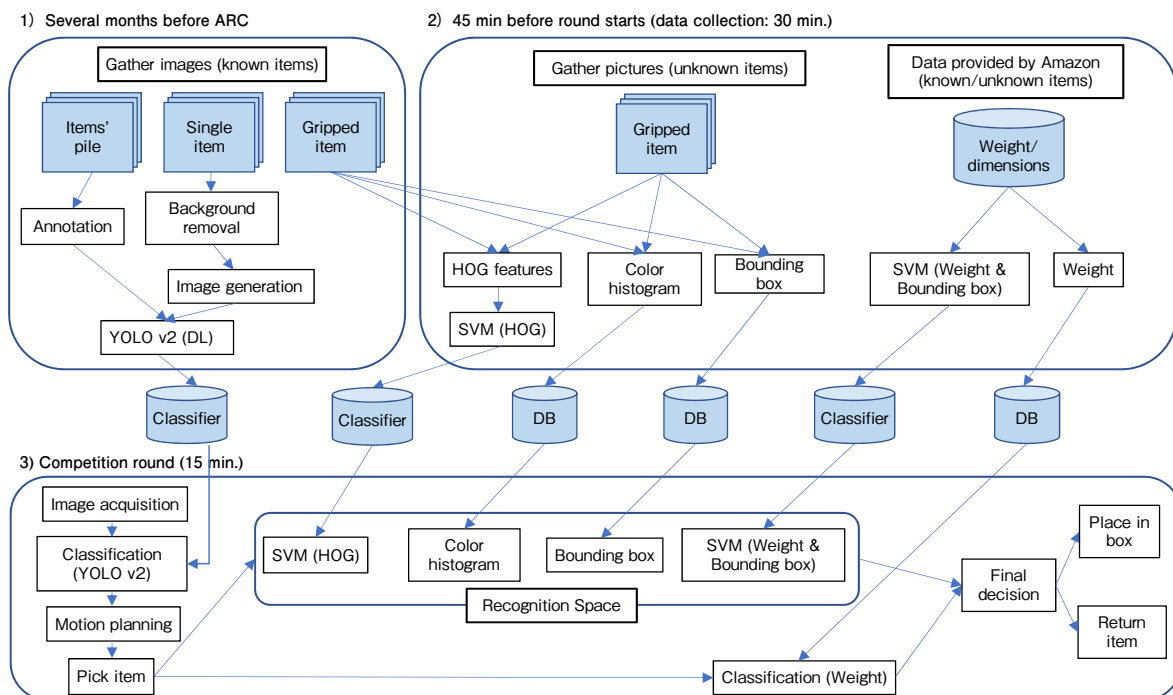 1) Several months before ARC
Gather images (known items)
Items'
pile
Single
item
Gripped
item
Annotation
Background
removal
Image generation
YOLO v2 (DL)
2) 45 min before round starts (data collection: 30 min.)
Gather pictures (unknown items)
Data provided by Amazon
(known/unknown items)
Gripped
item
Weight/
dimensions
HOG features
Color
histogram
Bounding
box
SVM (Weight &
Bounding box)
Weight
SVM (HOG)
Classifier
Classifier
DB
DB
Classifier
DB
3) Competition round (15 min.)
Image acquisition
Classification
(YOLO v2)
Motion planning
Pick item
SVM (HOG)
Color
histogram
Bounding box
SVM (Weight &
Bounding box)
Recognition Space
Classification (Weight)
Final
decision
Place in
box
Return
item